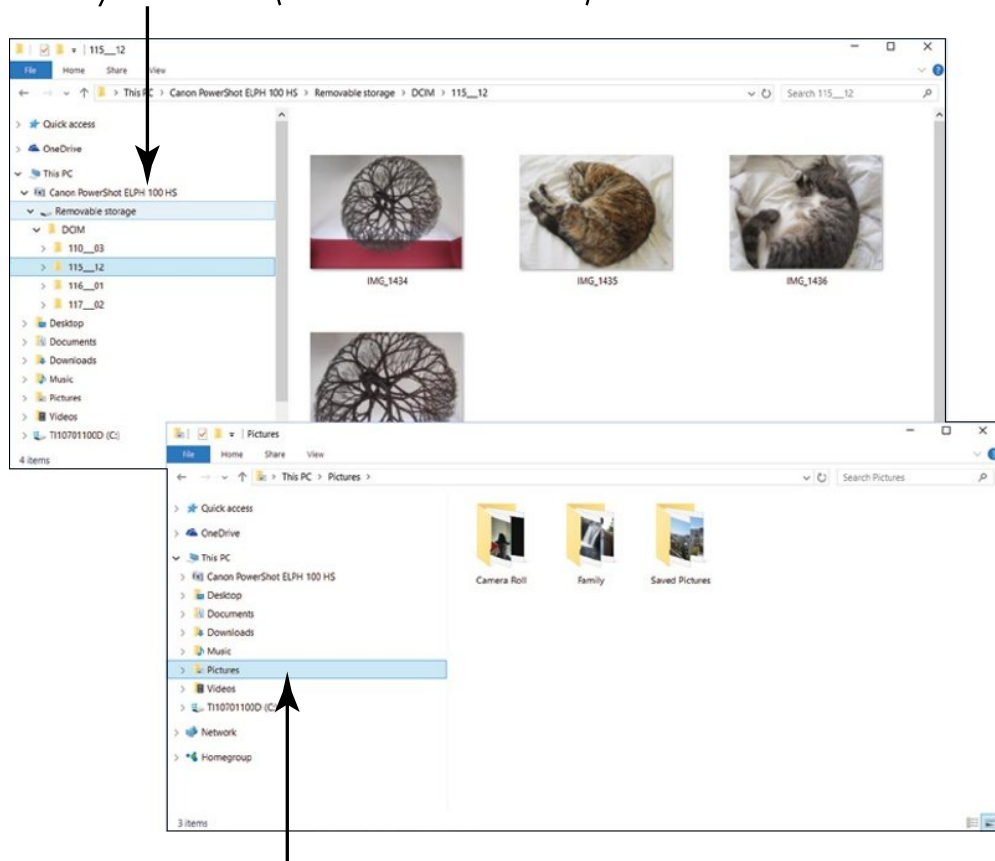 115__12
File Home Share View
This PC > Canon PowerShot ELPH 100 HS > Removable storage > DCIM > 115__12
Search 115__12
Quick access
OneDrive
This PC
Canon PowerShot ELPH 100 HS
Removable storage
DCIM
110__03
115__12
116__01
117__02
Desktop
Documents
Downloads
Music
Pictures
Videos
TI10701100D (C:)
4 items
IMG_1434
IMG_1435
IMG_1436
Pictures
File Home Share View
This PC > Pictures >
Search Pictures
Quick access
OneDrive
This PC
Canon PowerShot ELPH 100 HS
Desktop
Documents
Downloads
Music
Pictures
Videos
TI10701100D (C:)
Network
Homegroup
3 items
Camera Roll
Family
Saved Pictures